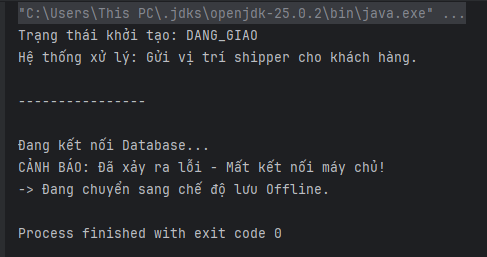 "C:\Users\This PC\.jdks\openjdk-25.0.2\bin\java.exe" ...
Trạng thái khởi tạo: DANG_GIAO
Hệ thống xử lý: Gửi vị trí shipper cho khách hàng.
----------------
Đang kết nối Database...
CẢNH BÁO: Đã xảy ra lỗi - Mất kết nối máy chủ!
-> Đang chuyển sang chế độ lưu Offline.
Process finished with exit code 0